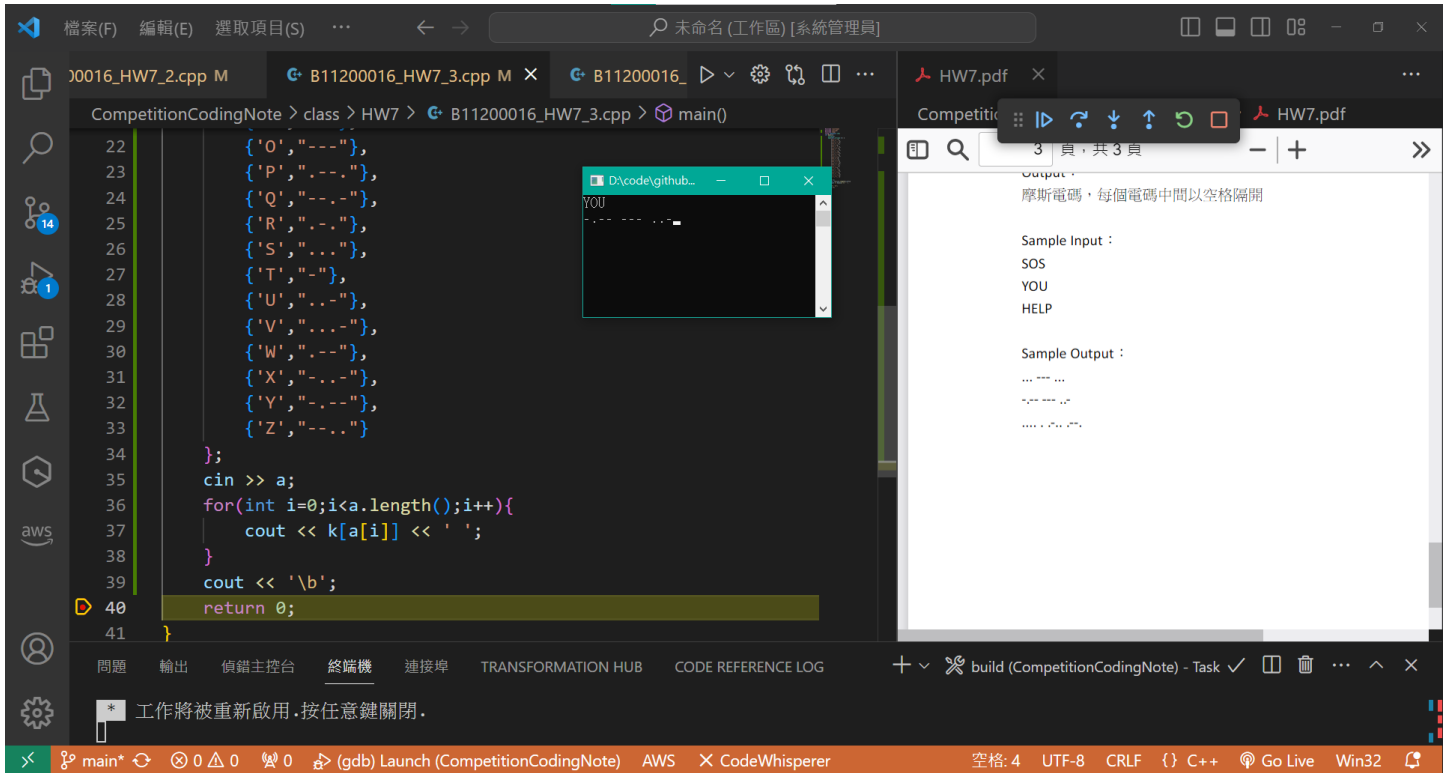 檔案(F) 編輯(E) 選取項目(S) ··· 未命名 (工作區) [系統管理員]
00016_HW7_2.cpp M B11200016_HW7_3.cpp M B11200016_ HW7.pdf
CompetitionCodingNote > class > HW7 > B11200016_HW7_3.cpp > main()
HW7.pdf
3 頁，共 3 頁
22 {'O',"---"},
23 {'P',".--."},
24 {'Q',"--.-"},
25 {'R',".-."},
26 {'S',"..."},
27 {'T',"-"},
28 {'U',"..-"},
29 {'V',"...-"},
30 {'W',".--"},
31 {'X',"-..-"},
32 {'Y',"-.--"},
33 {'Z',"--.."}
34 };
35 cin >> a;
36 for(int i=0;i<a.length();i++){
37 cout << k[a[i]] << ' ';
38 }
39 cout << '\b';
40 return 0;
41 }
D:\code\github...
YOU
-.-- --- ..-
Output：
摩斯電碼，每個電碼中間以空格隔開
Sample Input：
SOS
YOU
HELP
Sample Output：
... --- ...
-.-- --- ..-
.... . .-.. .--.
14
1
aws
問題 輸出 偵錯主控台 終端機 連接埠 TRANSFORMATION HUB CODE REFERENCE LOG build (CompetitionCodingNote) - Task
* 工作將被重新啟用.按任意鍵關閉.
main* 0 0 0 (gdb) Launch (CompetitionCodingNote) AWS CodeWhisperer 空格: 4 UTF-8 CRLF {} C++ Go Live Win32